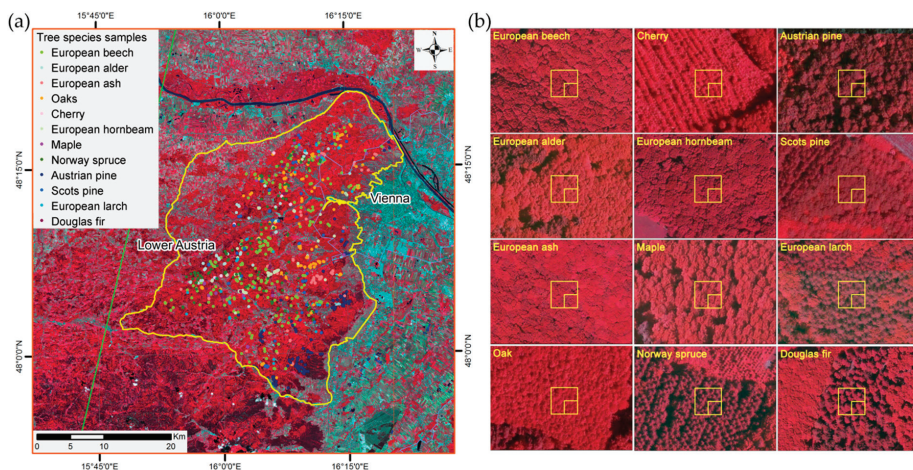 (a)
15°45'0"E
16°0'0"E
16°15'0"E
Tree species samples
European beech
European alder
European ash
Oaks
Cherry
European hornbeam
Maple
Norway spruce
Austrian pine
Scots pine
European larch
Douglas fir
N
W E
S
48°15'0"N
48°15'0"N
Vienna
Lower Austria
48°0'0"N
48°0'0"N
Km
0 5 10 20
15°45'0"E
16°0'0"E
16°15'0"E
(b)
European beech
Cherry
Austrian pine
European alder
European hornbeam
Scots pine
European ash
Maple
European larch
Oak
Norway spruce
Douglas fir